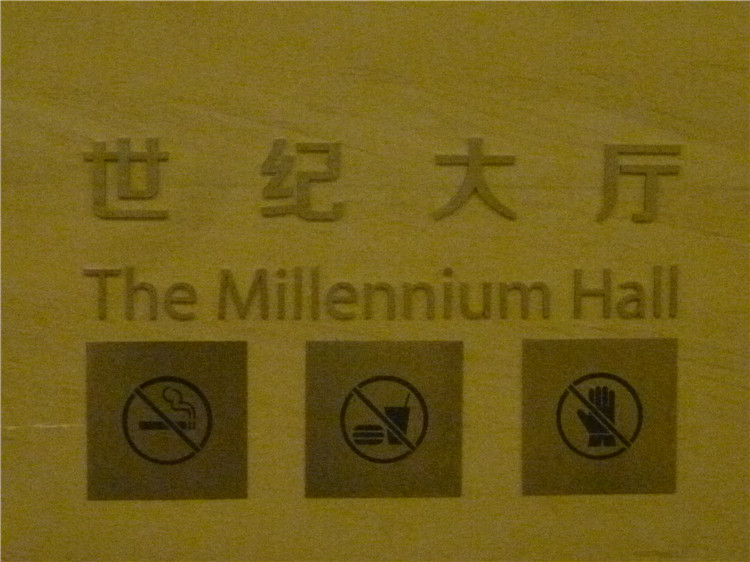 世纪大厅
The Millennium Hall